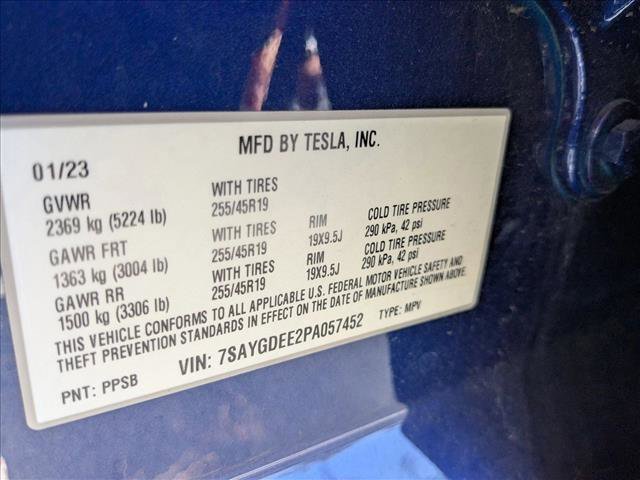 MFD BY TESLA, INC.
01/23
GVWR WITH TIRES
2369 kg (5224 lb) 255/45R19
GAWR FRT WITH TIRES RIM COLD TIRE PRESSURE
1363 kg (3004 lb) 255/45R19 19X9.5J 290 kPa, 42 psi
GAWR RR WITH TIRES RIM COLD TIRE PRESSURE
1500 kg (3306 lb) 255/45R19 19X9.5J 290 kPa, 42 psi
THIS VEHICLE CONFORMS TO ALL APPLICABLE U.S. FEDERAL MOTOR VEHICLE SAFETY AND
THEFT PREVENTION STANDARDS IN EFFECT ON THE DATE OF MANUFACTURE SHOWN ABOVE.
PNT: PPSB VIN: 7SAYGDEE2PA057452 TYPE: MPV